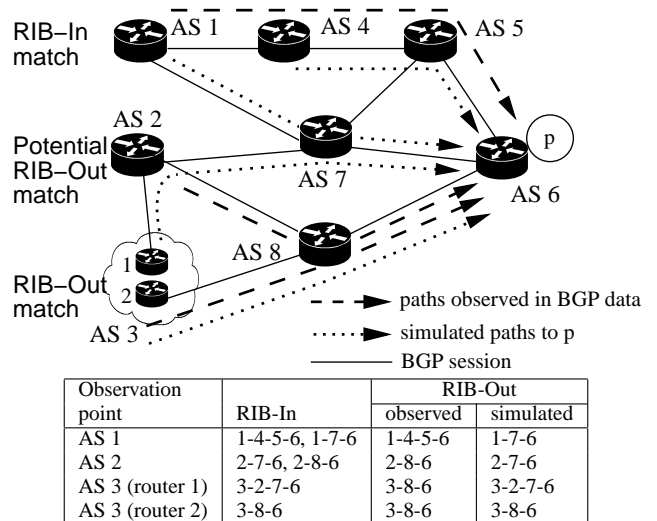 AS 1
AS 4
AS 5
RIB–In
match
AS 2
p
Potential
RIB–Out
match
AS 7
AS 6
AS 8
1
2
RIB–Out
match
AS 3
paths observed in BGP data
simulated paths to p
BGP session
Observation point | RIB-In | RIB-Out observed | RIB-Out simulated
AS 1 | 1-4-5-6, 1-7-6 | 1-4-5-6 | 1-7-6
AS 2 | 2-7-6, 2-8-6 | 2-8-6 | 2-7-6
AS 3 (router 1) | 3-2-7-6 | 3-8-6 | 3-2-7-6
AS 3 (router 2) | 3-8-6 | 3-8-6 | 3-8-6